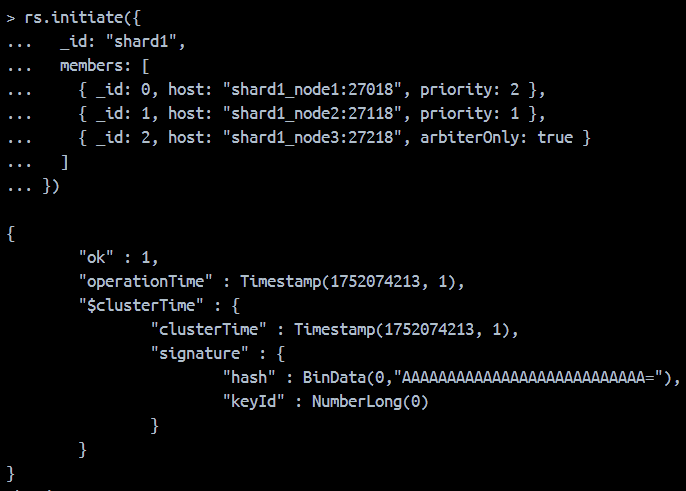 > rs.initiate({
...   _id: "shard1",
...   members: [
...     { _id: 0, host: "shard1_node1:27018", priority: 2 },
...     { _id: 1, host: "shard1_node2:27118", priority: 1 },
...     { _id: 2, host: "shard1_node3:27218", arbiterOnly: true }
...   ]
... })
{
        "ok" : 1,
        "operationTime" : Timestamp(1752074213, 1),
        "$clusterTime" : {
                "clusterTime" : Timestamp(1752074213, 1),
                "signature" : {
                        "hash" : BinData(0,"AAAAAAAAAAAAAAAAAAAAAAAAAAA="),
                        "keyId" : NumberLong(0)
                }
        }
}